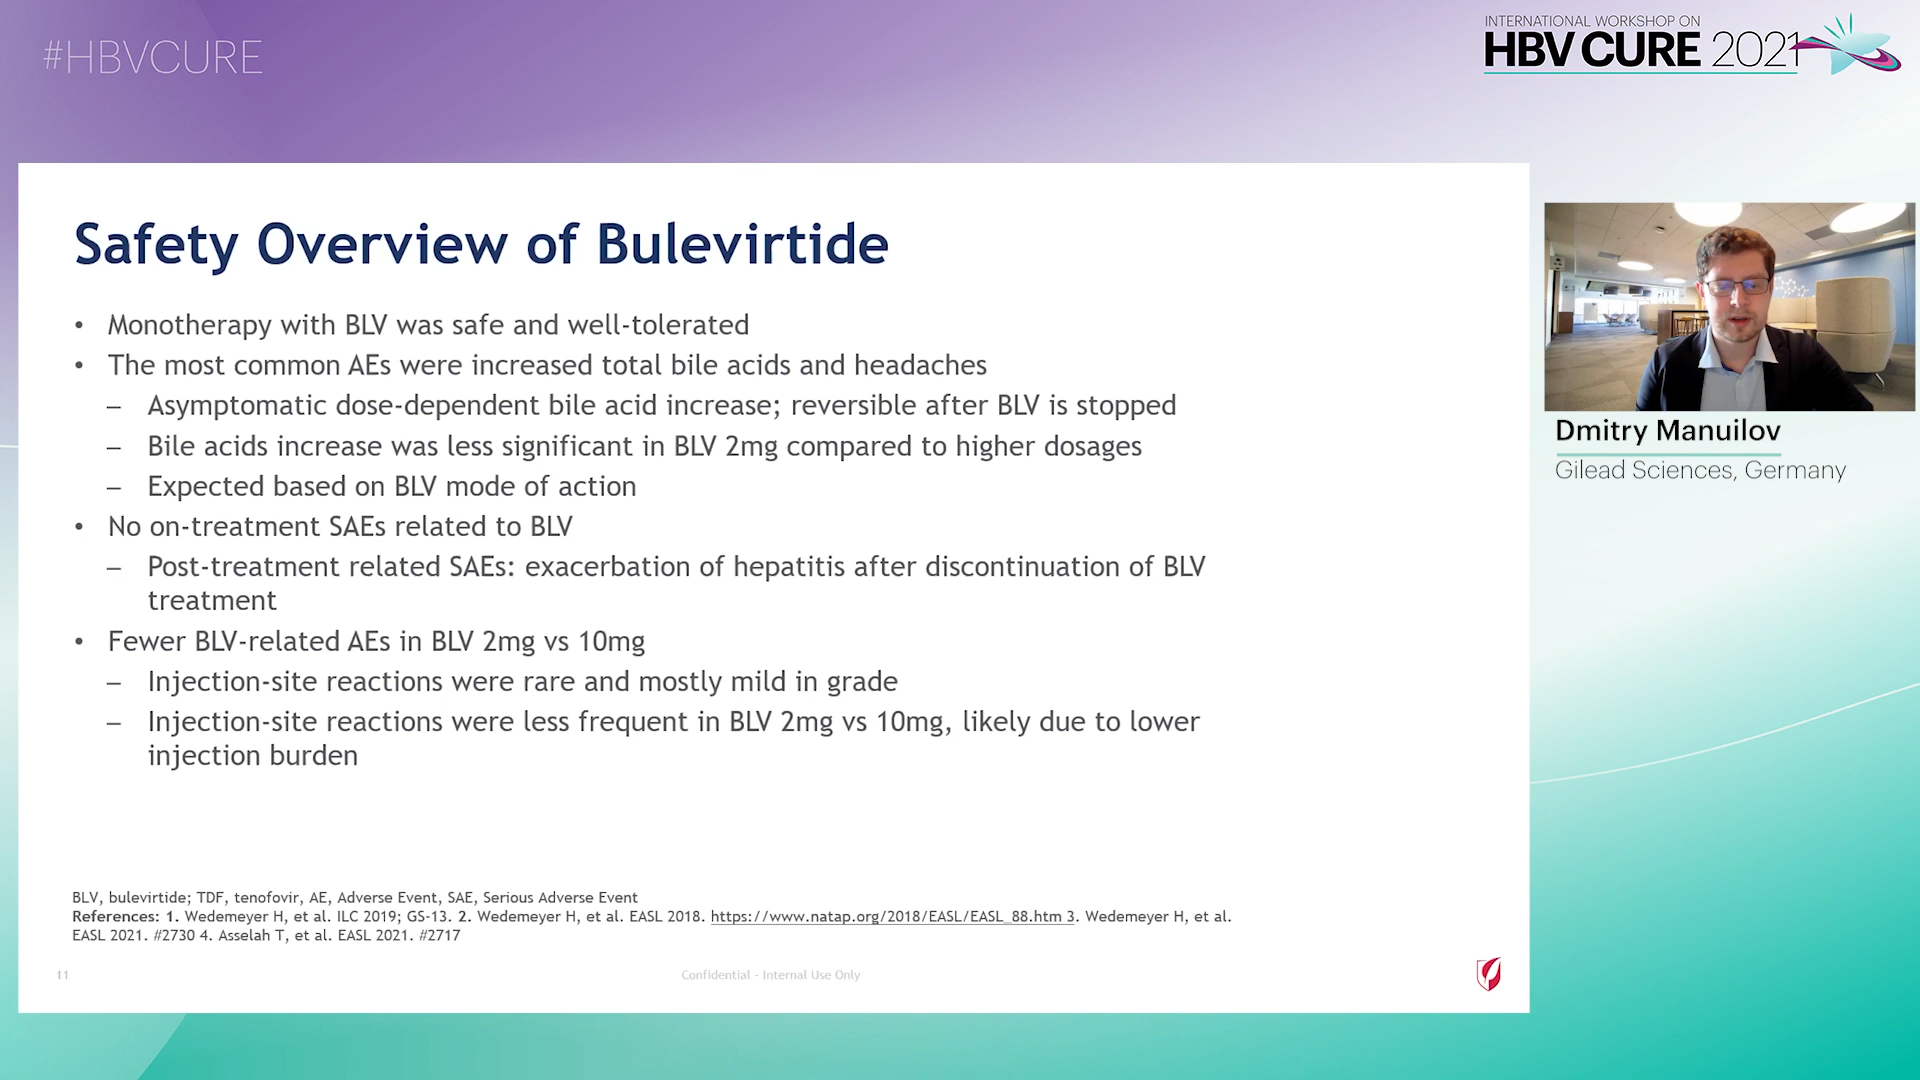 #HBVCURE
INTERNATIONAL WORKSHOP ON
HBV CURE 2021
Safety Overview of Bulevirtide
• Monotherapy with BLV was safe and well-tolerated
• The most common AEs were increased total bile acids and headaches
– Asymptomatic dose-dependent bile acid increase; reversible after BLV is stopped
– Bile acids increase was less significant in BLV 2mg compared to higher dosages
– Expected based on BLV mode of action
• No on-treatment SAEs related to BLV
– Post-treatment related SAEs: exacerbation of hepatitis after discontinuation of BLV
treatment
• Fewer BLV-related AEs in BLV 2mg vs 10mg
– Injection-site reactions were rare and mostly mild in grade
– Injection-site reactions were less frequent in BLV 2mg vs 10mg, likely due to lower
injection burden
BLV, bulevirtide; TDF, tenofovir, AE, Adverse Event, SAE, Serious Adverse Event
References: 1. Wedemeyer H, et al. ILC 2019; GS-13. 2. Wedemeyer H, et al. EASL 2018. https://www.natap.org/2018/EASL/EASL_88.htm 3. Wedemeyer H, et al.
EASL 2021. #2730 4. Asselah T, et al. EASL 2021. #2717
11
Confidential - Internal Use Only
Dmitry Manuilov
Gilead Sciences, Germany